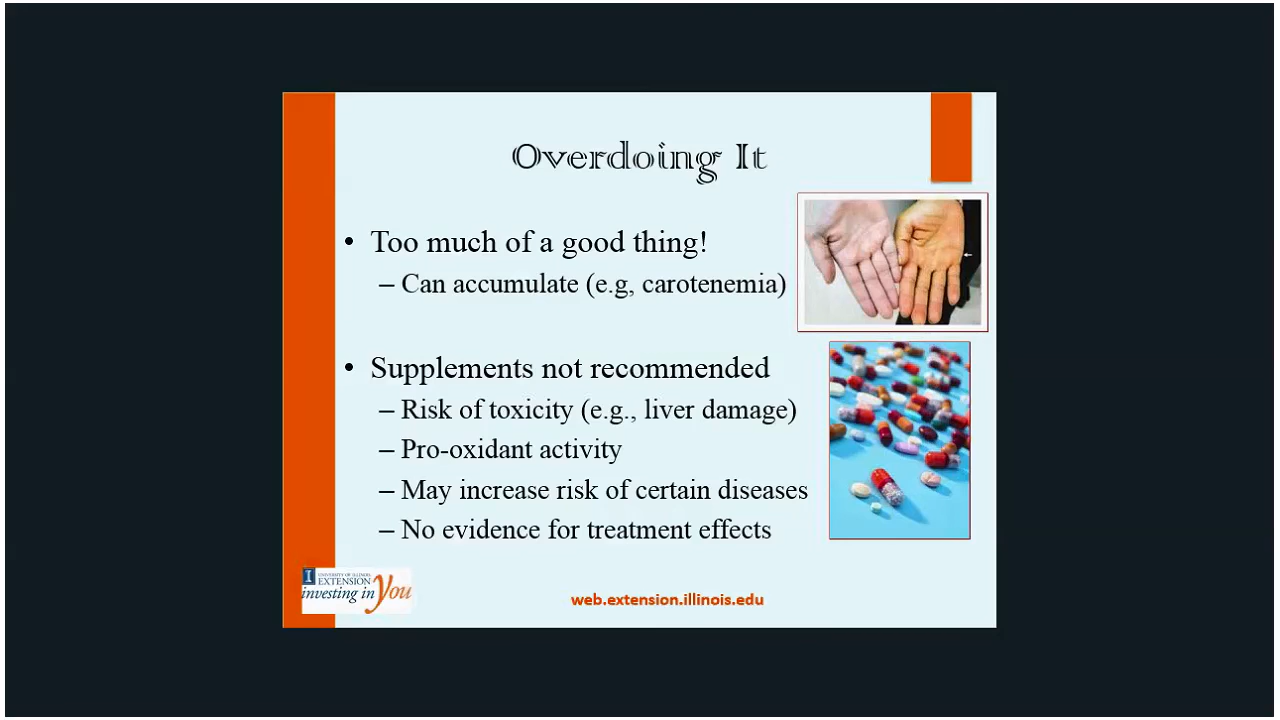 Overdoing It
• Too much of a good thing!
– Can accumulate (e.g, carotenemia)
• Supplements not recommended
– Risk of toxicity (e.g., liver damage)
– Pro-oxidant activity
– May increase risk of certain diseases
– No evidence for treatment effects
I
UNIVERSITY OF ILLINOIS
EXTENSION
investing in you
web.extension.illinois.edu